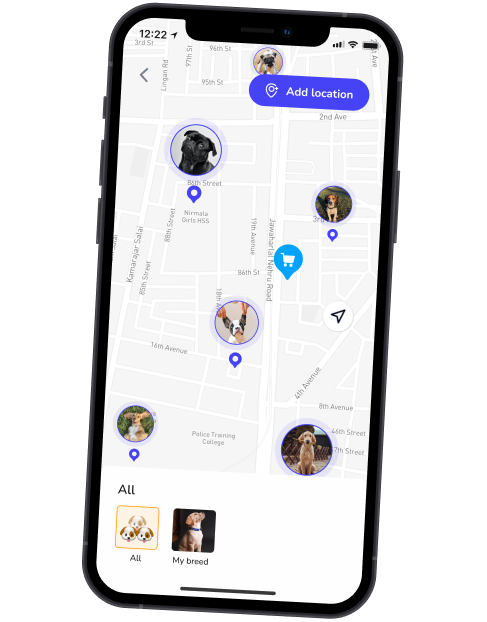 12:22
3rd St
97th St
96th St
Lingan Rd
95th St
Add location
2nd Ave
86th Street
Nirmala
Girls HSS
3rd
88th Street
19th Avenue
Jawaharlal Nehru Road
Kamarajar Salai
85th Street
86th St
18th
16th Avenue
4th Avenue
8th Avenue
Police Training
College
46th Street
7th Street
All
All
My breed